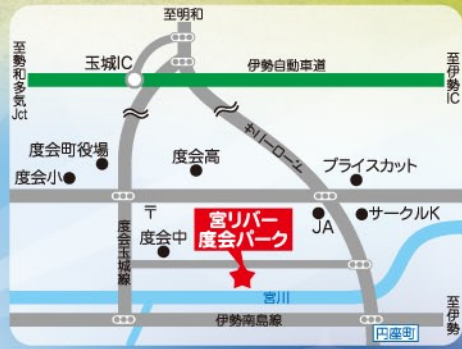 至明和
玉城IC
伊勢自動車道
至勢和多気Jct
至伊勢IC
度会町役場
度会小
度会高
サニーロード
プライスカット
〒
度会中
宮リバー
度会パーク
JA
サークルK
度会玉城線
宮川
伊勢南島線
至伊勢
円座町